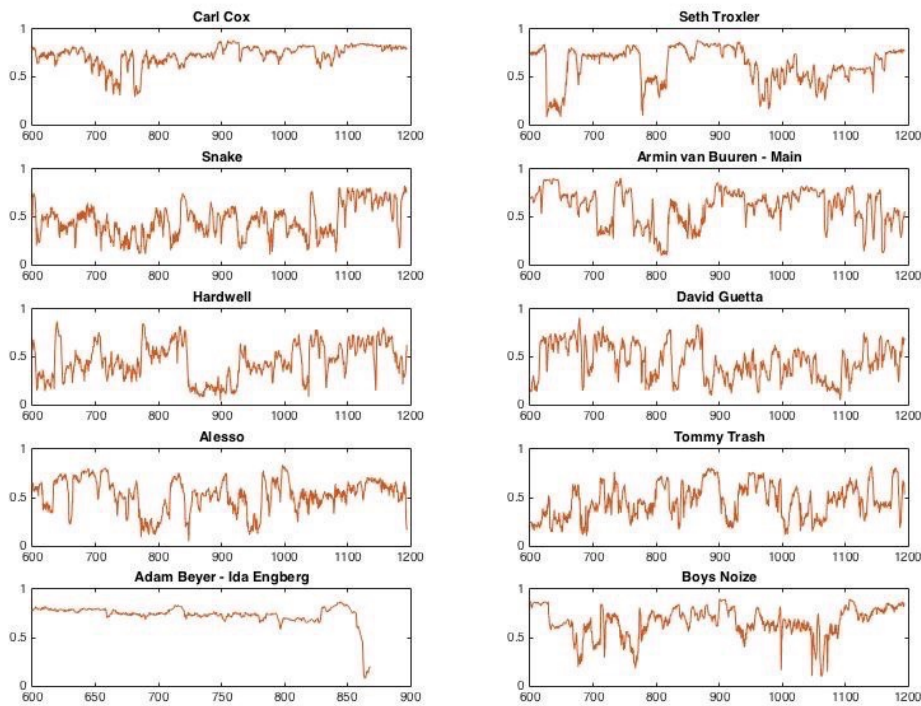 Carl Cox
1
0.5
0
600 700 800 900 1000 1100 1200
Seth Troxler
1
0.5
0
600 700 800 900 1000 1100 1200
Snake
1
0.5
0
600 700 800 900 1000 1100 1200
Armin van Buuren - Main
1
0.5
0
600 700 800 900 1000 1100 1200
Hardwell
1
0.5
0
600 700 800 900 1000 1100 1200
David Guetta
1
0.5
0
600 700 800 900 1000 1100 1200
Alesso
1
0.5
0
600 700 800 900 1000 1100 1200
Tommy Trash
1
0.5
0
600 700 800 900 1000 1100 1200
Adam Beyer - Ida Engberg
1
0.5
0
600 650 700 750 800 850 900
Boys Noize
1
0.5
0
600 700 800 900 1000 1100 1200